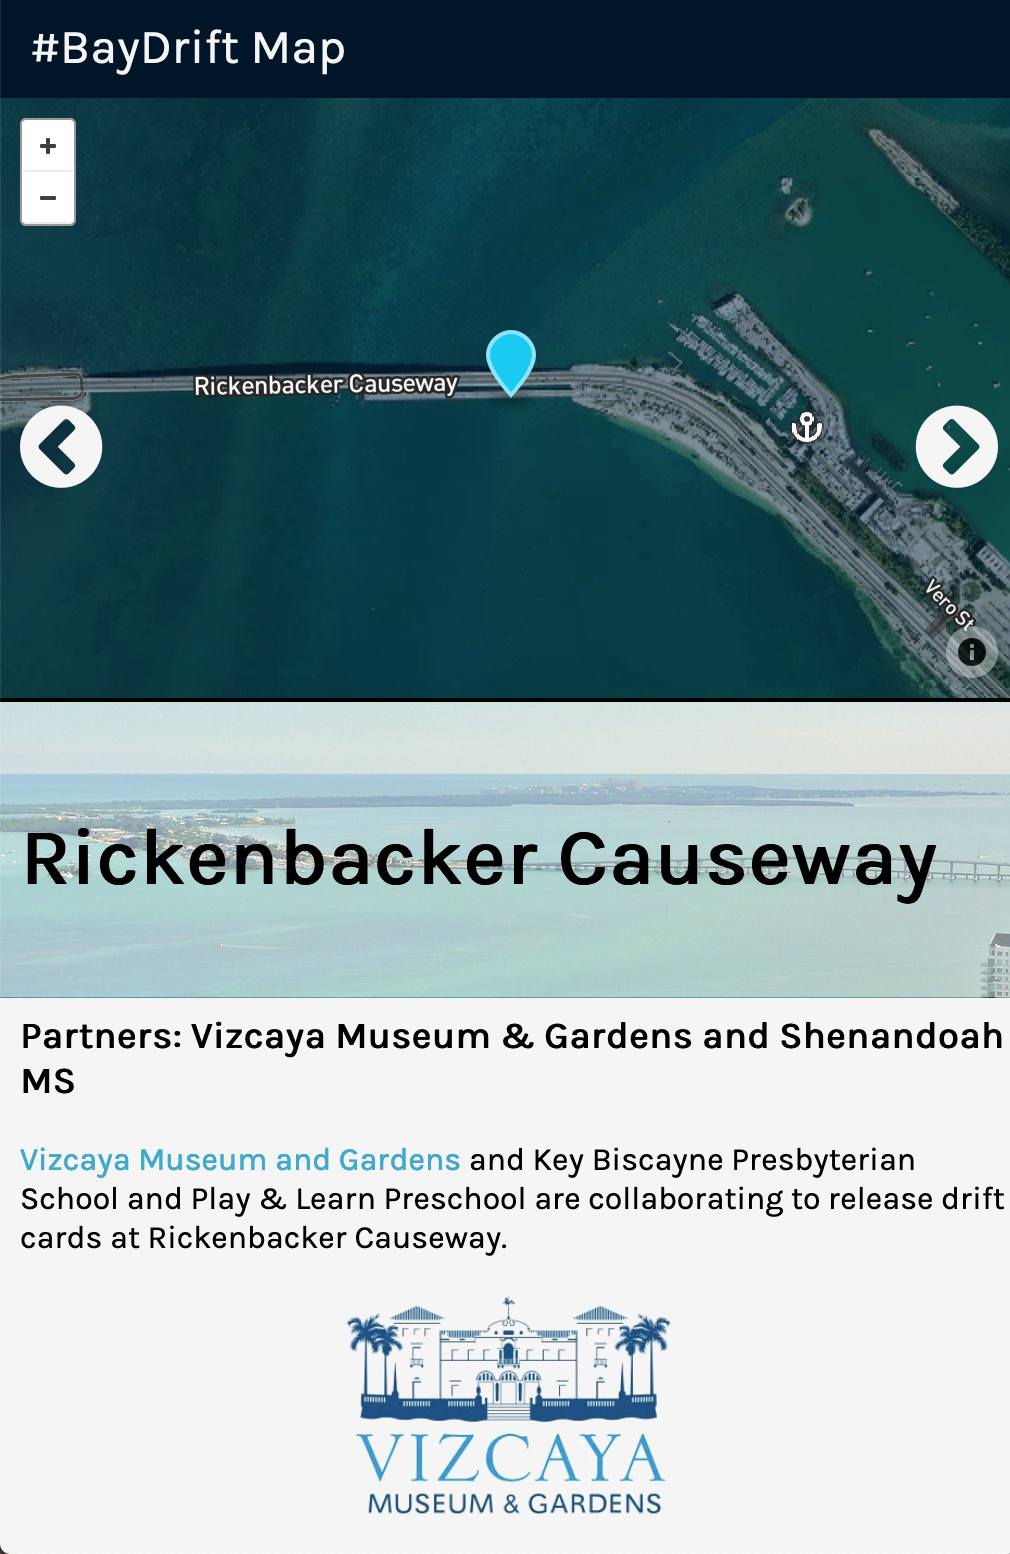 #BayDrift Map
+
−
Rickenbacker Causeway
Vero St
i
Rickenbacker Causeway
Partners: Vizcaya Museum & Gardens and Shenandoah
MS
Vizcaya Museum and Gardens and Key Biscayne Presbyterian
School and Play & Learn Preschool are collaborating to release drift
cards at Rickenbacker Causeway.
VIZCAYA
MUSEUM & GARDENS